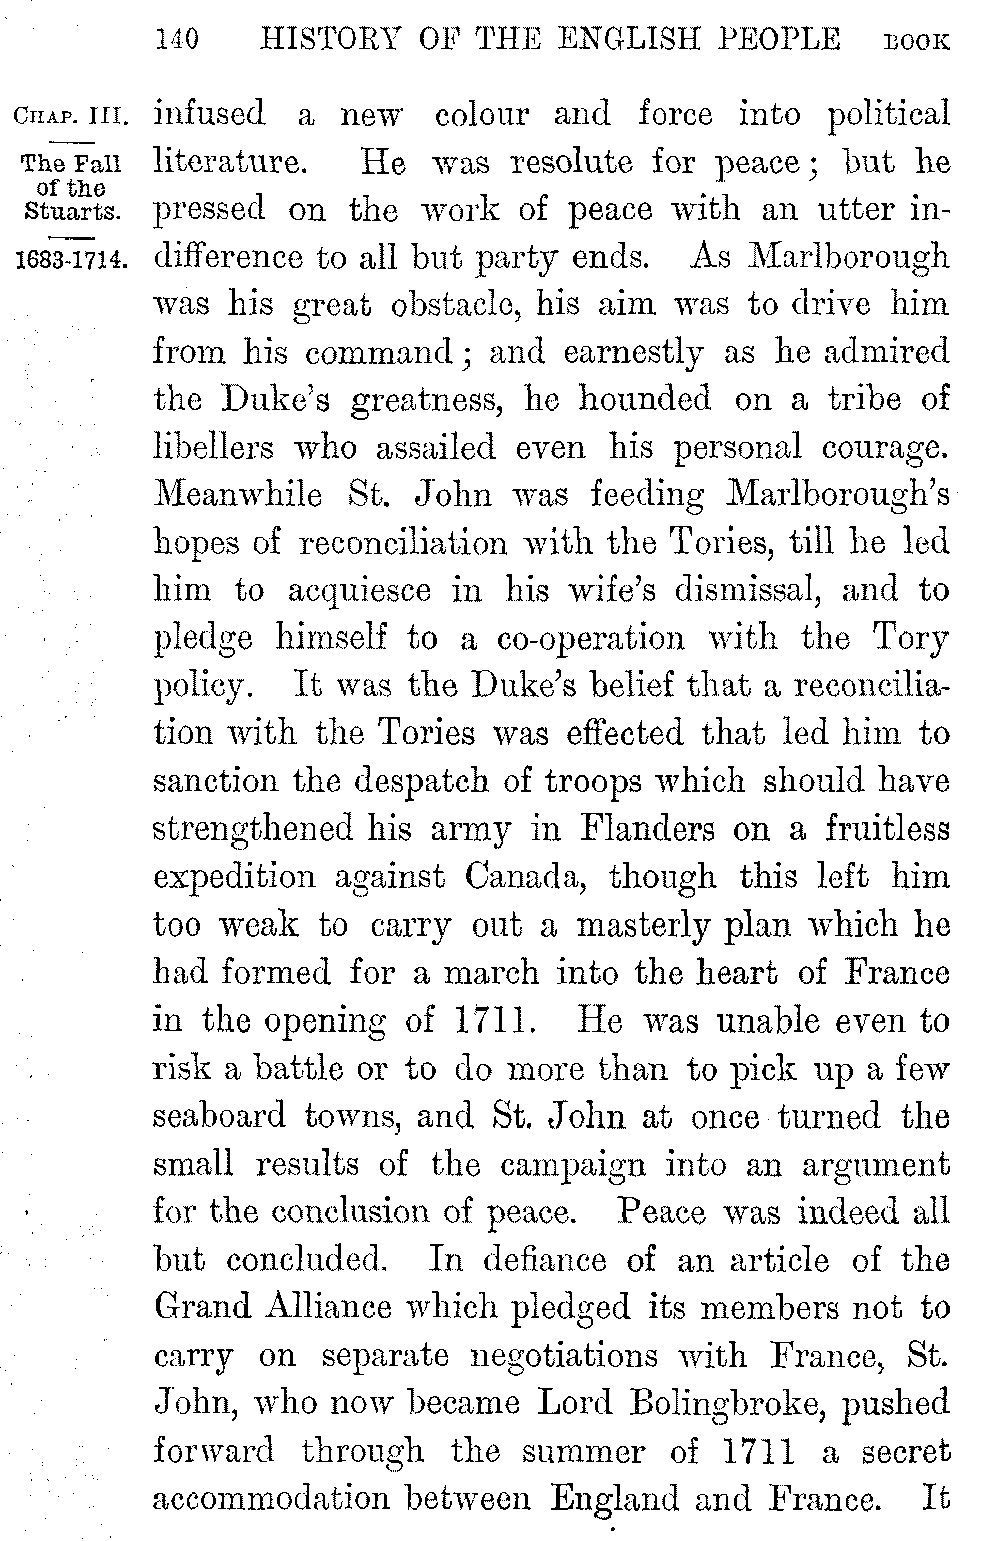 140 HISTORY OF THE ENGLISH PEOPLE BOOK
CHAP. III.
The Fall
of the
Stuarts.
1683-1714.
infused a new colour and force into political
literature. He was resolute for peace; but he
pressed on the work of peace with an utter in-
difference to all but party ends. As Marlborough
was his great obstacle, his aim was to drive him
from his command; and earnestly as he admired
the Duke's greatness, he hounded on a tribe of
libellers who assailed even his personal courage.
Meanwhile St. John was feeding Marlborough's
hopes of reconciliation with the Tories, till he led
him to acquiesce in his wife's dismissal, and to
pledge himself to a co-operation with the Tory
policy. It was the Duke's belief that a reconcilia-
tion with the Tories was effected that led him to
sanction the despatch of troops which should have
strengthened his army in Flanders on a fruitless
expedition against Canada, though this left him
too weak to carry out a masterly plan which he
had formed for a march into the heart of France
in the opening of 1711. He was unable even to
risk a battle or to do more than to pick up a few
seaboard towns, and St. John at once turned the
small results of the campaign into an argument
for the conclusion of peace. Peace was indeed all
but concluded. In defiance of an article of the
Grand Alliance which pledged its members not to
carry on separate negotiations with France, St.
John, who now became Lord Bolingbroke, pushed
forward through the summer of 1711 a secret
accommodation between England and France. It